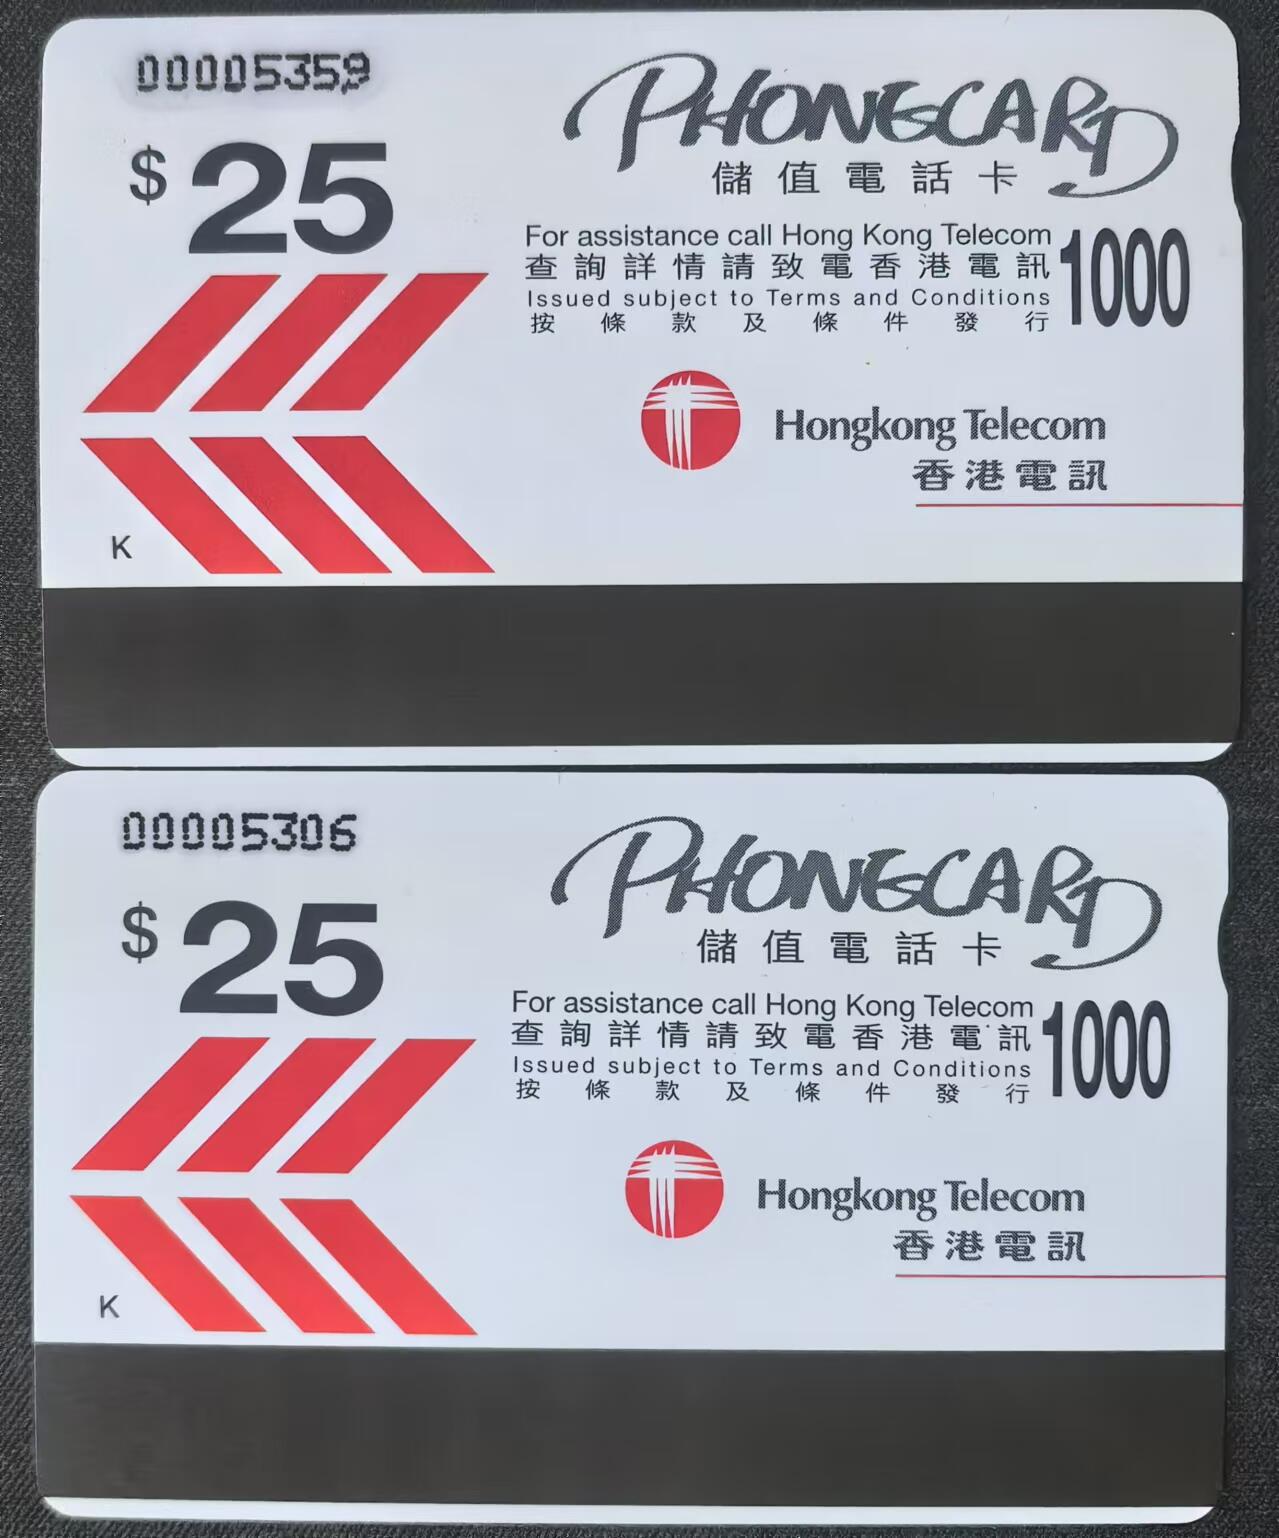 00005359
$25
PHONECARD
儲值電話卡
For assistance call Hong Kong Telecom
查詢詳情請致電香港電訊
1000
Issued subject to Terms and Conditions
按條款及條件發行
Hongkong Telecom
香港電訊
K
00005306
$25
PHONECARD
儲值電話卡
For assistance call Hong Kong Telecom
查詢詳情請致電香港電訊
1000
Issued subject to Terms and Conditions
按條款及條件發行
Hongkong Telecom
香港電訊
K